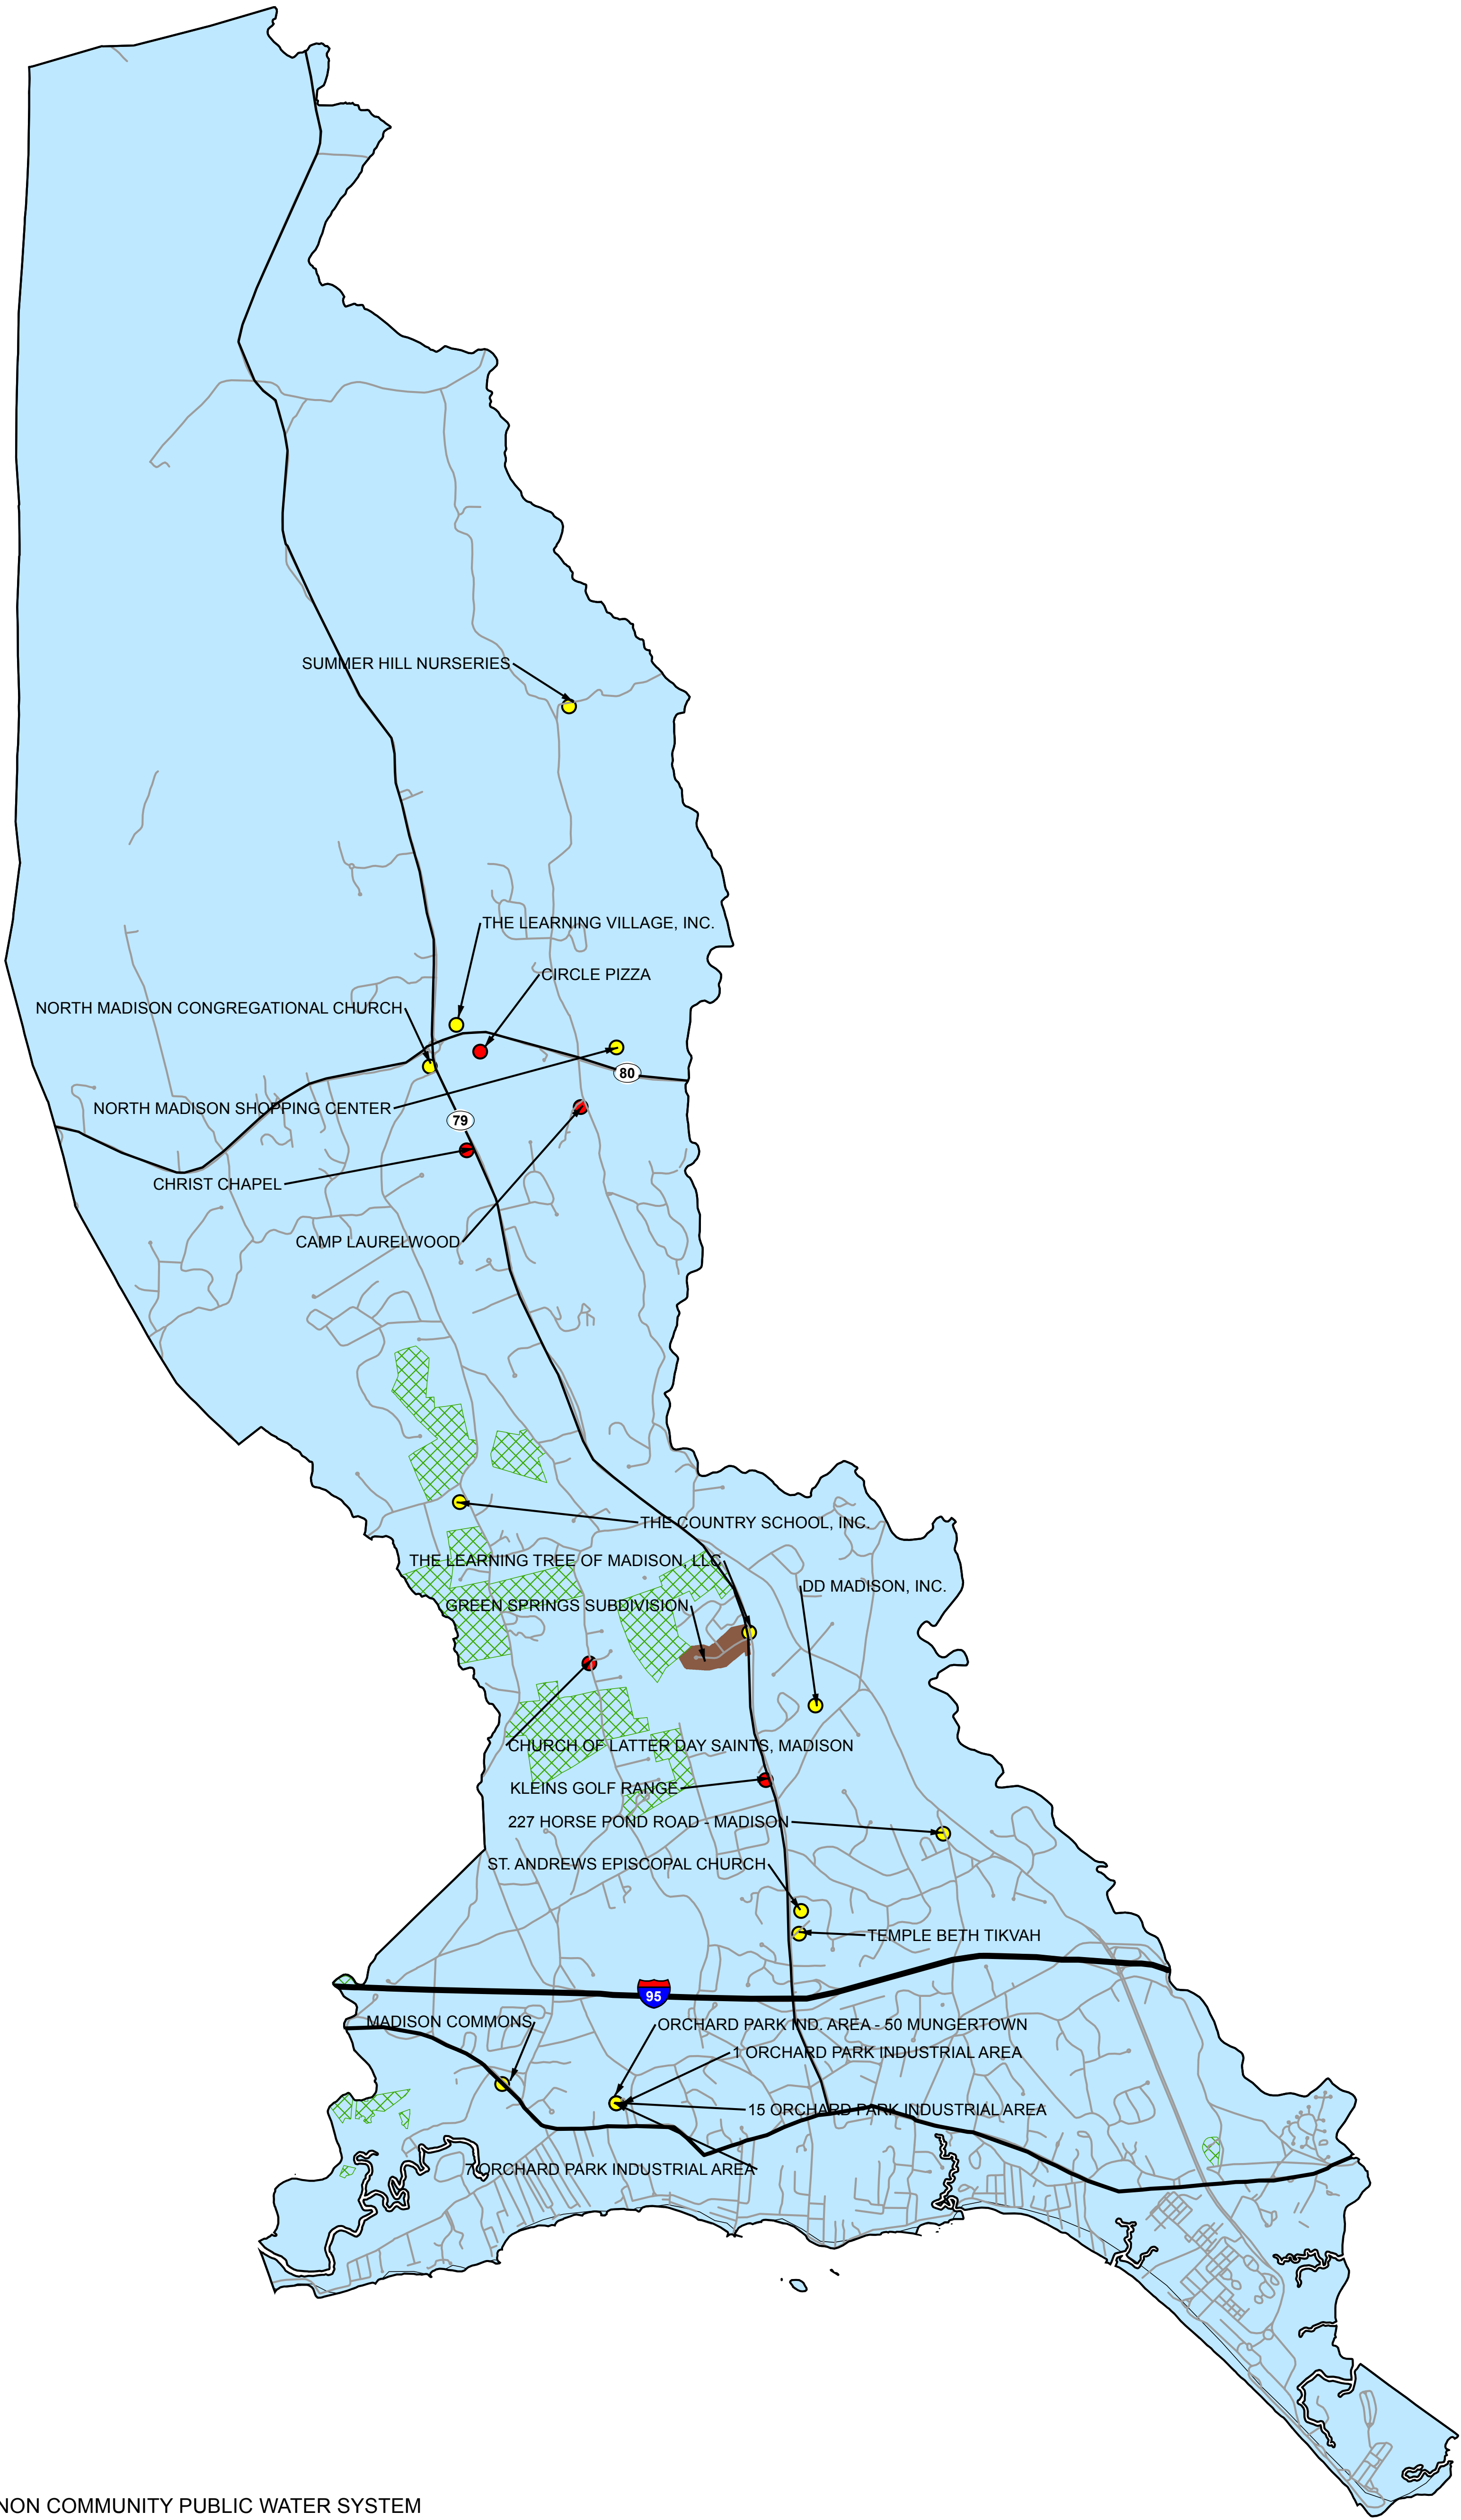 SUMMER HILL NURSERIES
THE LEARNING VILLAGE, INC.
CIRCLE PIZZA
NORTH MADISON CONGREGATIONAL CHURCH
80
NORTH MADISON SHOPPING CENTER
79
CHRIST CHAPEL
CAMP LAURELWOOD
THE COUNTRY SCHOOL, INC.
THE LEARNING TREE OF MADISON, LLC.
DD MADISON, INC.
GREEN SPRINGS SUBDIVISION
CHURCH OF LATTER DAY SAINTS, MADISON
KLEINS GOLF RANGE
227 HORSE POND ROAD - MADISON
ST. ANDREWS EPISCOPAL CHURCH
TEMPLE BETH TIKVAH
95
MADISON COMMONS
ORCHARD PARK IND. AREA - 50 MUNGERTOWN
1 ORCHARD PARK INDUSTRIAL AREA
15 ORCHARD PARK INDUSTRIAL AREA
7 ORCHARD PARK INDUSTRIAL AREA
NON COMMUNITY PUBLIC WATER SYSTEM